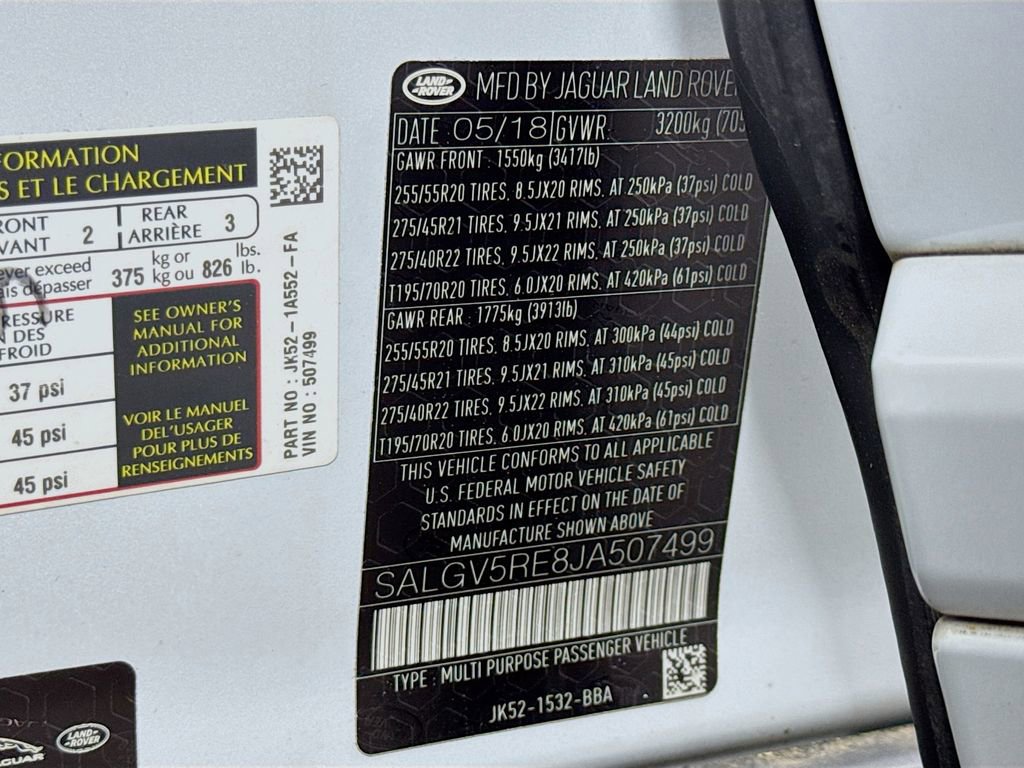 FORMATION
S ET LE CHARGEMENT
RONT
VANT 2
REAR
ARRIÈRE 3
ever exceed
ais dépasser 375 kg or
kg ou 826 lbs.
lb.
RESSURE
N DES
FROID
37 psi
45 psi
45 psi
SEE OWNER'S
MANUAL FOR
ADDITIONAL
INFORMATION
VOIR LE MANUEL
DEL'USAGER
POUR PLUS DE
RENSEIGNEMENTS
PART NO : JK52-1A552-FA
VIN NO : 507499
LAND ROVER MFD BY JAGUAR LAND ROVE
DATE 05/18 GVWR 3200kg (705
GAWR FRONT : 1550kg (3417lb)
255/55R20 TIRES, 8.5JX20 RIMS, AT 250kPa (37psi) COLD
275/45R21 TIRES, 9.5JX21 RIMS, AT 250kPa (37psi) COLD
275/40R22 TIRES, 9.5JX22 RIMS, AT 250kPa (37psi) COLD
T195/70R20 TIRES, 6.0JX20 RIMS, AT 420kPa (61psi) COLD
GAWR REAR : 1775kg (3913lb)
255/55R20 TIRES, 8.5JX20 RIMS, AT 300kPa (44psi) COLD
275/45R21 TIRES, 9.5JX21 RIMS, AT 310kPa (45psi) COLD
275/40R22 TIRES, 9.5JX22 RIMS, AT 310kPa (45psi) COLD
T195/70R20 TIRES, 6.0JX20 RIMS, AT 420kPa (61psi) COLD
THIS VEHICLE CONFORMS TO ALL APPLICABLE
U.S. FEDERAL MOTOR VEHICLE SAFETY
STANDARDS IN EFFECT ON THE DATE OF
MANUFACTURE SHOWN ABOVE
SALGV5RE8JA507499
TYPE : MULTI PURPOSE PASSENGER VEHICLE
JK52-1532-BBA
JAGUAR
LAND ROVER